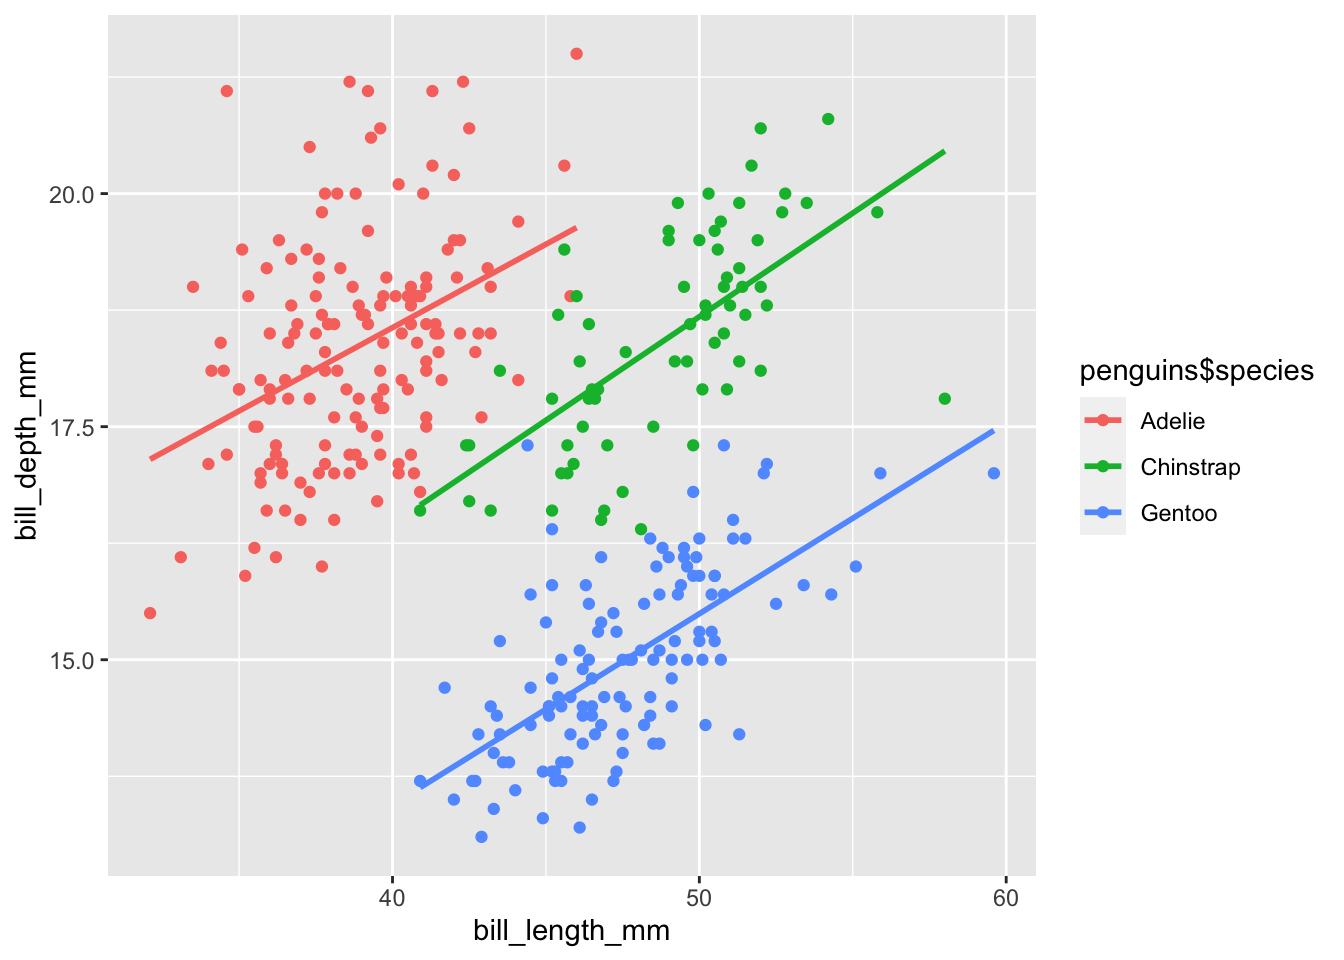 20.0
17.5
15.0
bill_depth_mm
40
50
60
bill_length_mm
penguins$species
Adelie
Chinstrap
Gentoo